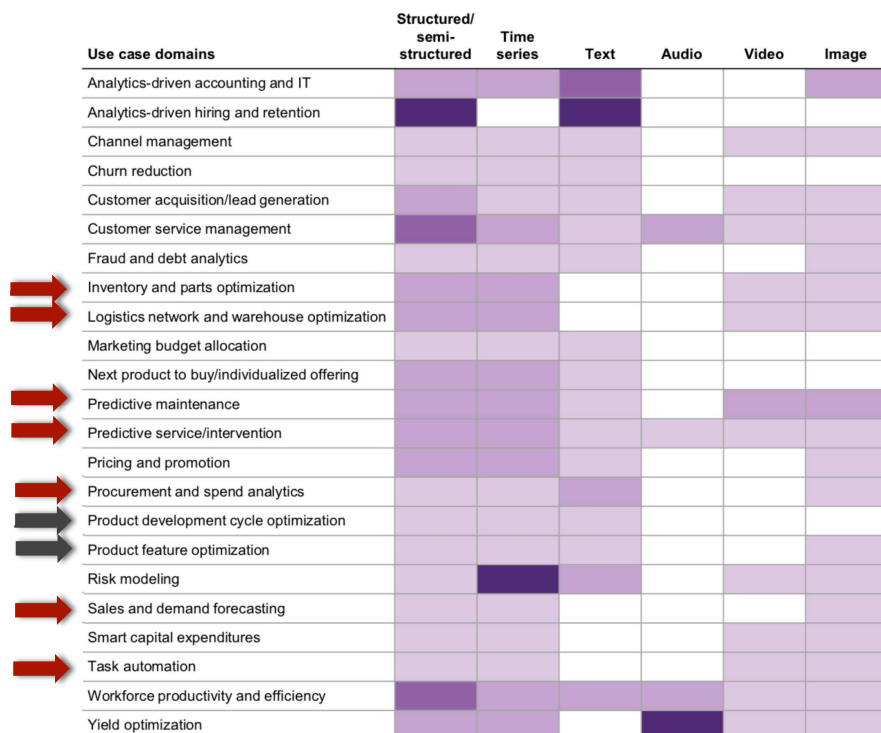 Structured/
semi-
structured
Time
series
Use case domains
Text
Audio
Video
Image
Analytics-driven accounting and IT
Analytics-driven hiring and retention
Channel management
Churn reduction
Customer acquisition/lead generation
Customer service management
Fraud and debt analytics
Inventory and parts optimization
Logistics network and warehouse optimization
Marketing budget allocation
Next product to buy/individualized offering
Predictive maintenance
Predictive service/intervention
Pricing and promotion
Procurement and spend analytics
Product development cycle optimization
Product feature optimization
Risk modeling
Sales and demand forecasting
Smart capital expenditures
Task automation
Workforce productivity and efficiency
Yield optimization